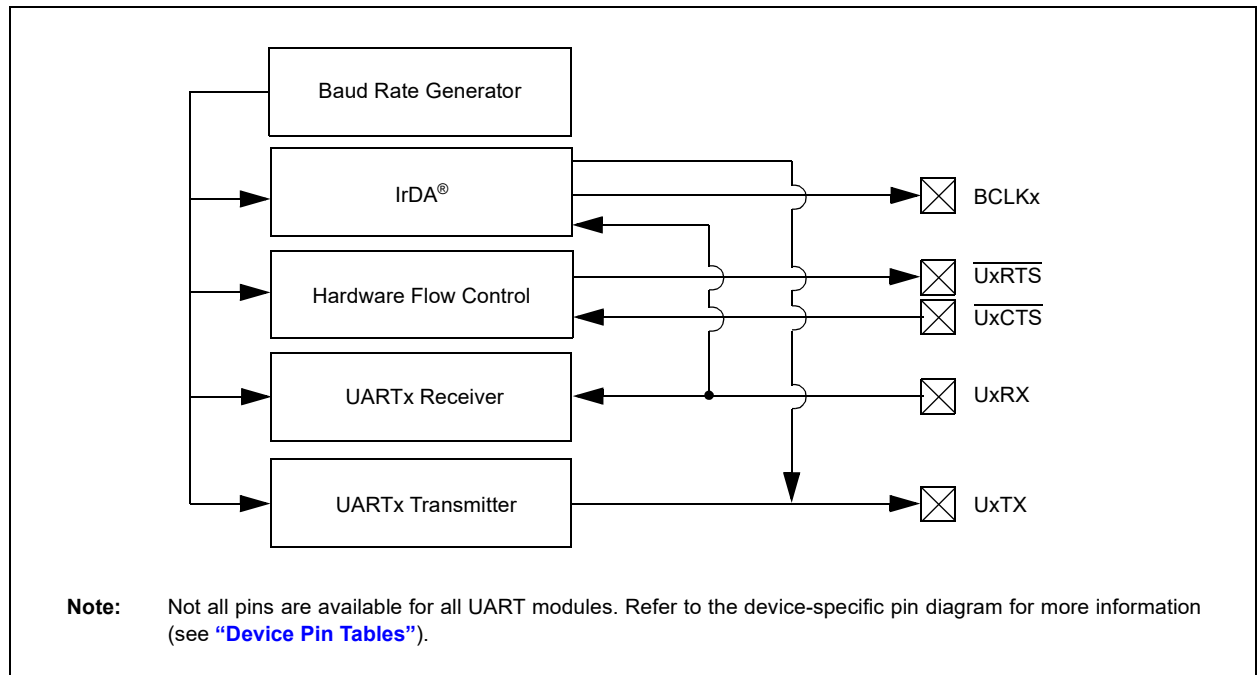 Baud Rate Generator
IrDA®
BCLKx
UxRTS
Hardware Flow Control
UxCTS
UARTx Receiver
UxRX
UARTx Transmitter
UxTX
Note: Not all pins are available for all UART modules. Refer to the device-specific pin diagram for more information
(see “Device Pin Tables”).